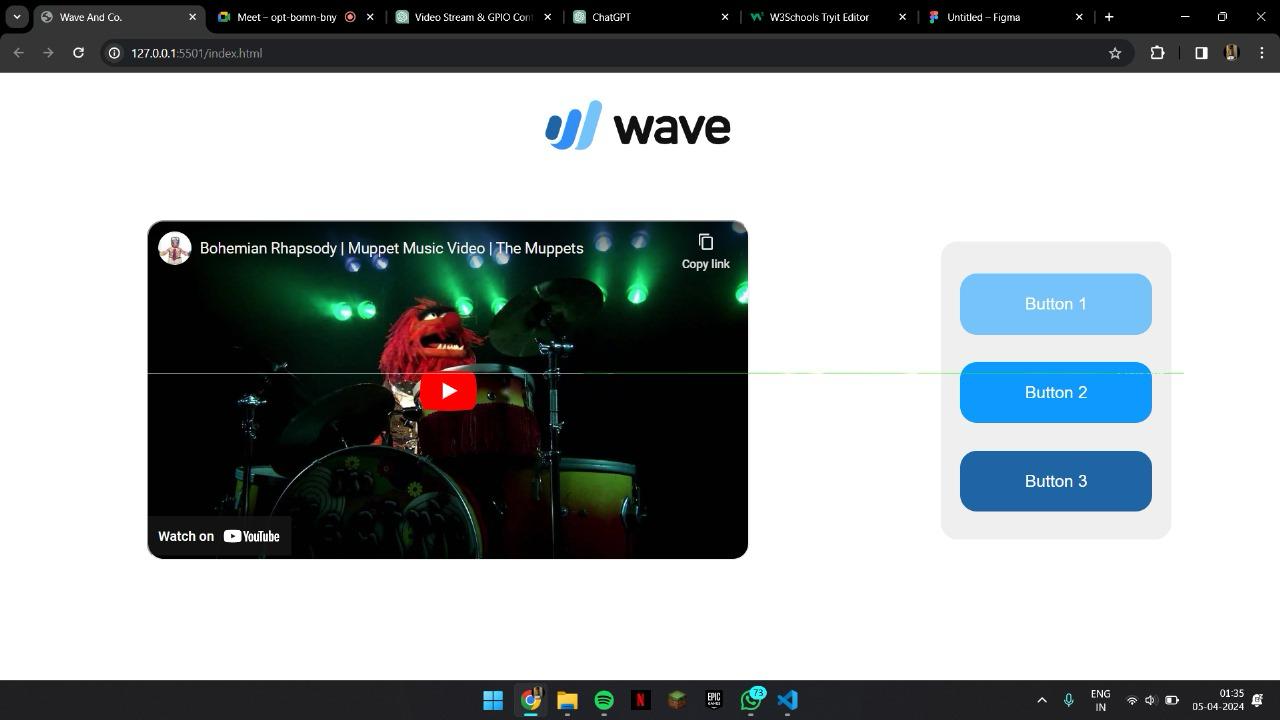 Wave And Co.
Meet – opt-bomn-bny
Video Stream & GPIO Con
ChatGPT
W3Schools Tryit Editor
Untitled – Figma
127.0.0.1:5501/index.html
wave
Bohemian Rhapsody | Muppet Music Video | The Muppets
Copy link
Button 1
Button 2
Button 3
Watch on YouTube
N
EPIC
GAMES
73
ENG
IN
01:35
05-04-2024